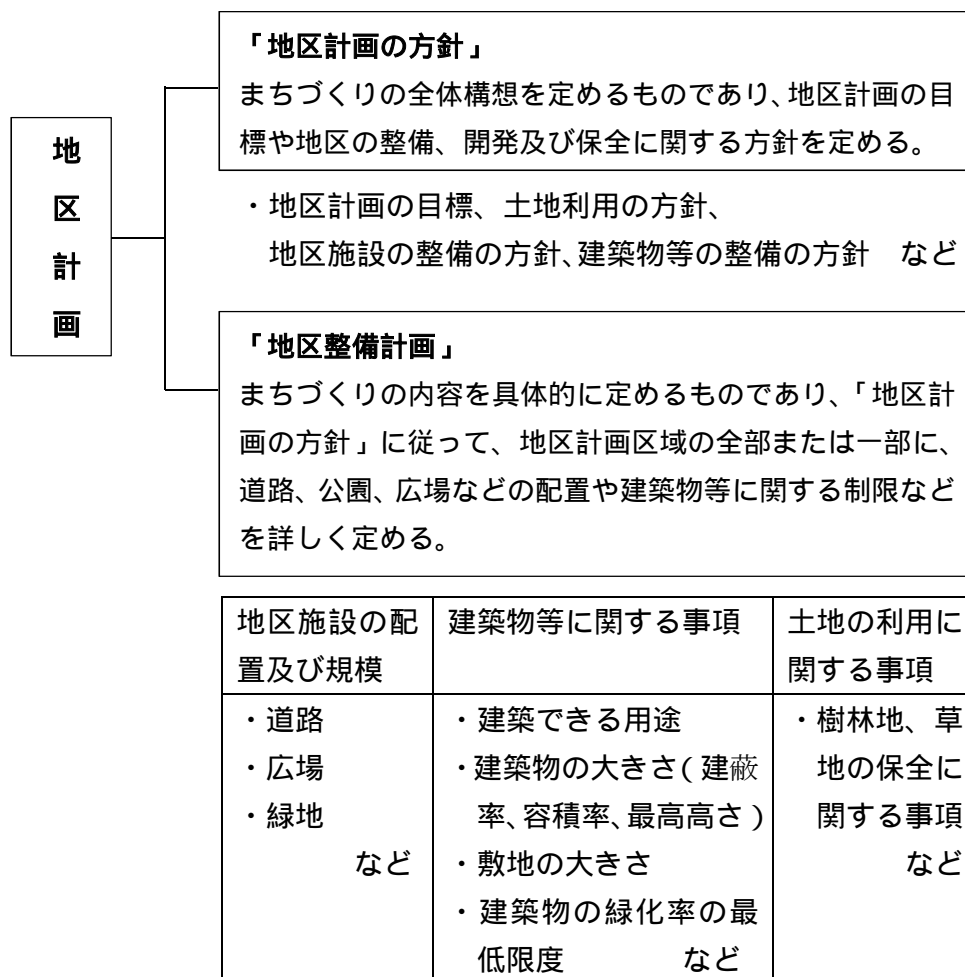 地区計画
「地区計画の方針」
まちづくりの全体構想を定めるものであり、地区計画の目
標や地区の整備、開発及び保全に関する方針を定める。
・地区計画の目標、土地利用の方針、
地区施設の整備の方針、建築物等の整備の方針　など
「地区整備計画」
まちづくりの内容を具体的に定めるものであり、「地区計
画の方針」に従って、地区計画区域の全部または一部に、
道路、公園、広場などの配置や建築物等に関する制限など
を詳しく定める。
地区施設の配
置及び規模
建築物等に関する事項
土地の利用に
関する事項
・道路
・広場
・緑地
など
・建築できる用途
・建築物の大きさ(建蔽
率、容積率、最高高さ)
・敷地の大きさ
・建築物の緑化率の最
低限度　　　など
・樹林地、草
地の保全に
関する事項
など